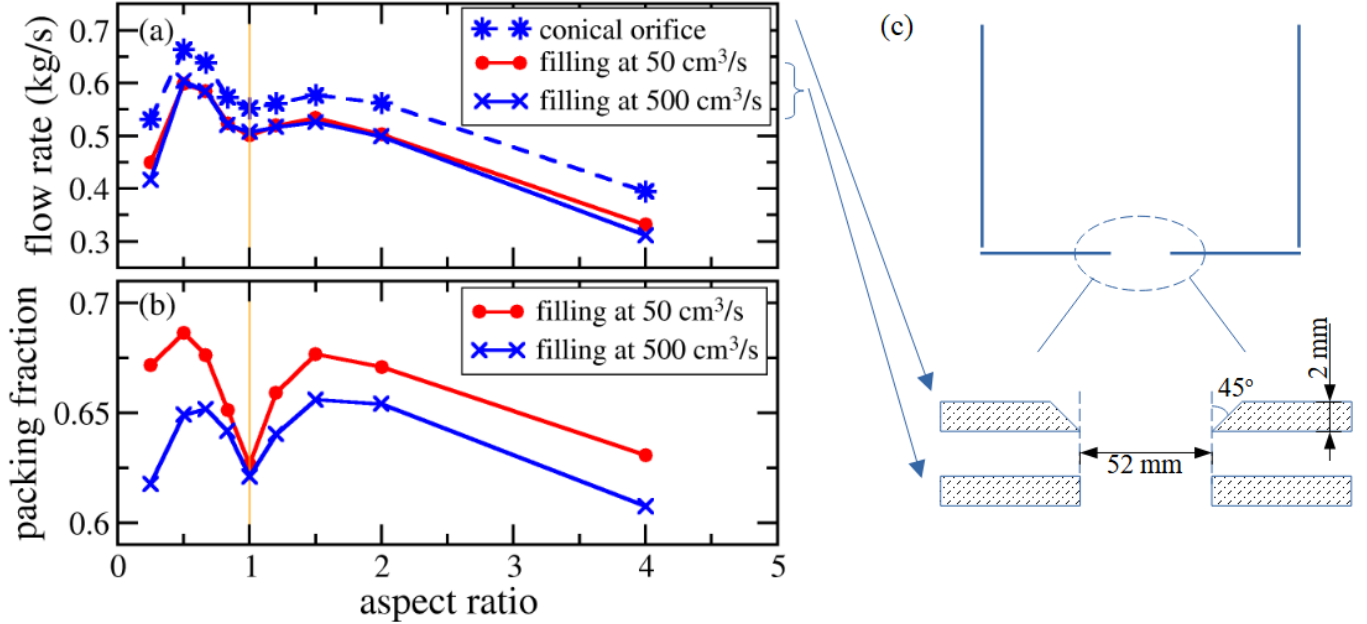 (a)
conical orifice
filling at 50 cm³/s
filling at 500 cm³/s
flow rate (kg/s)
0.7
0.6
0.5
0.4
0.3
(b)
filling at 50 cm³/s
filling at 500 cm³/s
packing fraction
0.7
0.65
0.6
0 1 2 3 4 5
aspect ratio
(c)
45°
2 mm
52 mm